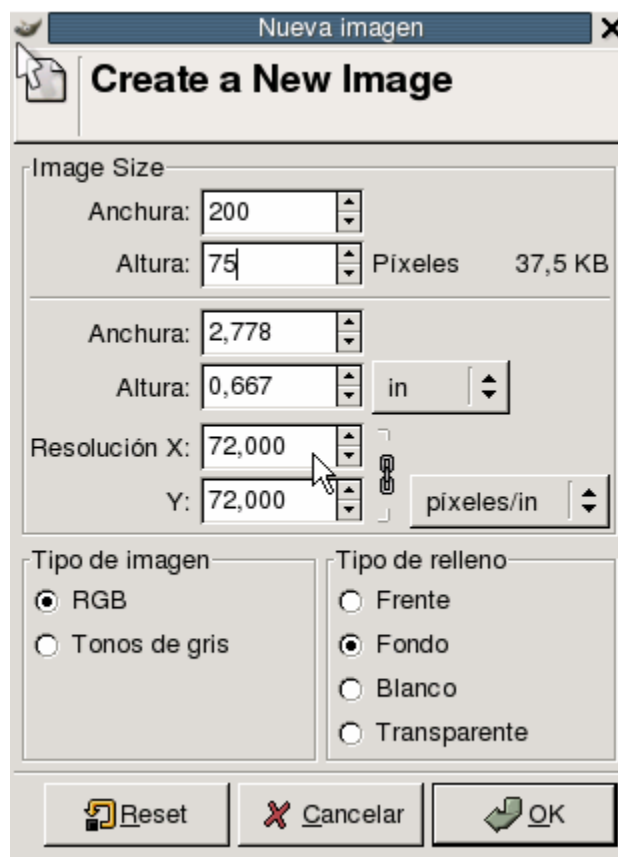 Nueva imagen
Create a New Image
Image Size
Anchura: 200
Altura: 75 Píxeles 37,5 KB
Anchura: 2,778
Altura: 0,667 in
Resolución X: 72,000
Y: 72,000 píxeles/in
Tipo de imagen
RGB
Tonos de gris
Tipo de relleno
Frente
Fondo
Blanco
Transparente
Reset Cancelar OK